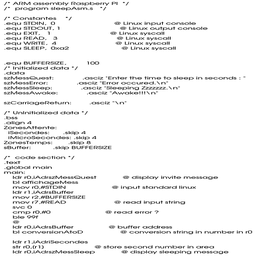 /* ARM assembly Raspberry PI */
/* program sleepAsm.s */
/* Constantes */
.equ STDIN, 0 @ Linux input console
.equ STDOUT, 1 @ Linux output console
.equ EXIT, 1 @ Linux syscall
.equ READ, 3 @ Linux syscall
.equ WRITE, 4 @ Linux syscall
.equ SLEEP, 0xa2 @ Linux syscall
.equ BUFFERSIZE, 100
/* Initialized data */
.data
szMessQuest: .asciz "Enter the time to sleep in seconds : "
szMessError: .asciz "Error occured.\n"
szMessSleep: .asciz "Sleeping Zzzzzzz.\n"
szMessAwake: .asciz "Awake!!!\n"
szCarriageReturn: .asciz "\n"
/* UnInitialized data */
.bss
.align 4
ZonesAttente:
iSecondes: .skip 4
iMicroSecondes: .skip 4
ZonesTemps: .skip 8
sBuffer: .skip BUFFERSIZE
/* code section */
.text
.global main
main:
ldr r0,iAdrszMessQuest @ display invite message
bl affichageMess
mov r0,#STDIN @ input standard linux
ldr r1,iAdrsBuffer
mov r2,#BUFFERSIZE
mov r7,#READ @ read input string
svc 0
cmp r0,#0 @ read error ?
ble 99f
@
ldr r0,iAdrsBuffer @ buffer address
bl conversionAtoD @ conversion string in number in r0
ldr r1,iAdriSecondes
str r0,[r1] @ store second number in area
ldr r0,iAdrszMessSleep @ display sleeping message